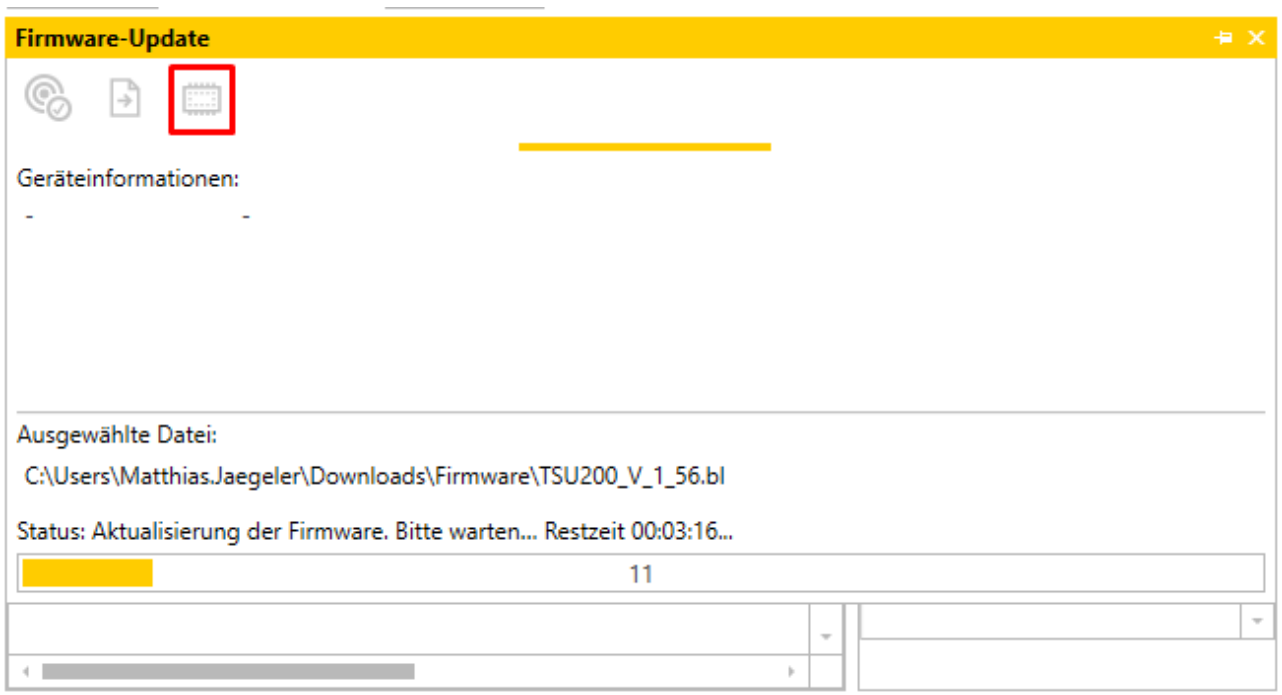 Firmware-Update
Geräteinformationen:
- -
Ausgewählte Datei:
C:\Users\Matthias.Jaegeler\Downloads\Firmware\TSU200_V_1_56.bl
Status: Aktualisierung der Firmware. Bitte warten... Restzeit 00:03:16...
11